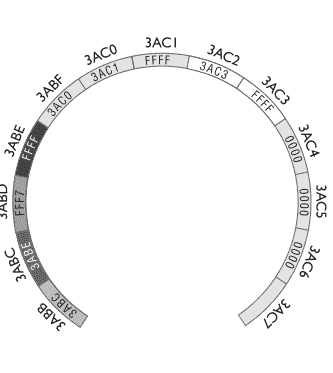 3ABB
3ABC
3ABC
3ABE
3ABD
FFF7
3ABE
FFFF
3ABF
3AC0
3AC0
3AC1
3AC1
FFFF
3AC2
3AC3
3AC3
FFFF
3AC4
0000
3AC5
0000
3AC6
0000
3AC7